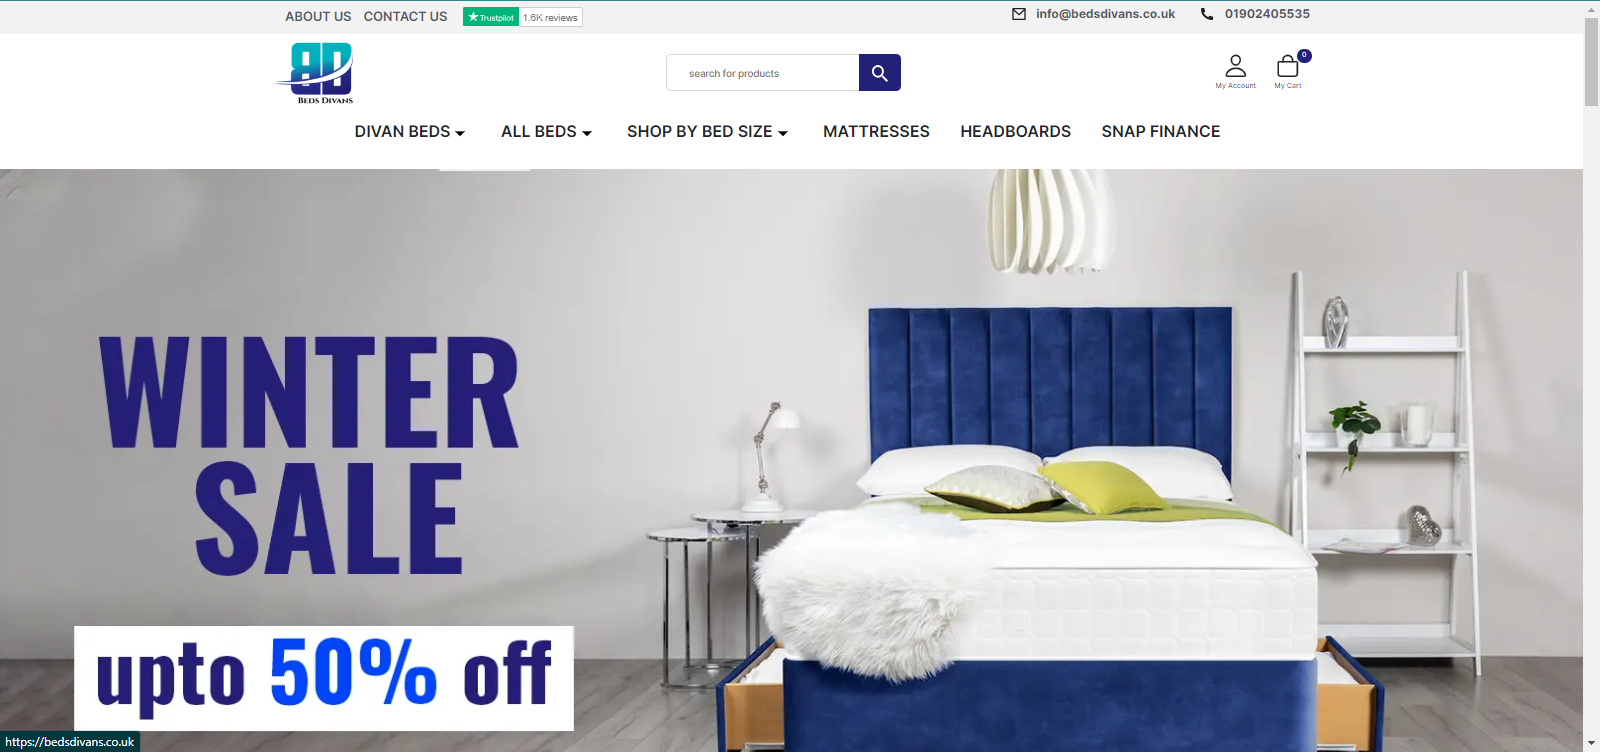 ABOUT US CONTACT US Trustpilot 1.6K reviews info@bedsdivans.co.uk 01902405535
BEDS DIVANS
search for products
0
My Account My Cart
DIVAN BEDS ALL BEDS SHOP BY BED SIZE MATTRESSES HEADBOARDS SNAP FINANCE
WINTER
SALE
upto 50% off
https://bedsdivans.co.uk